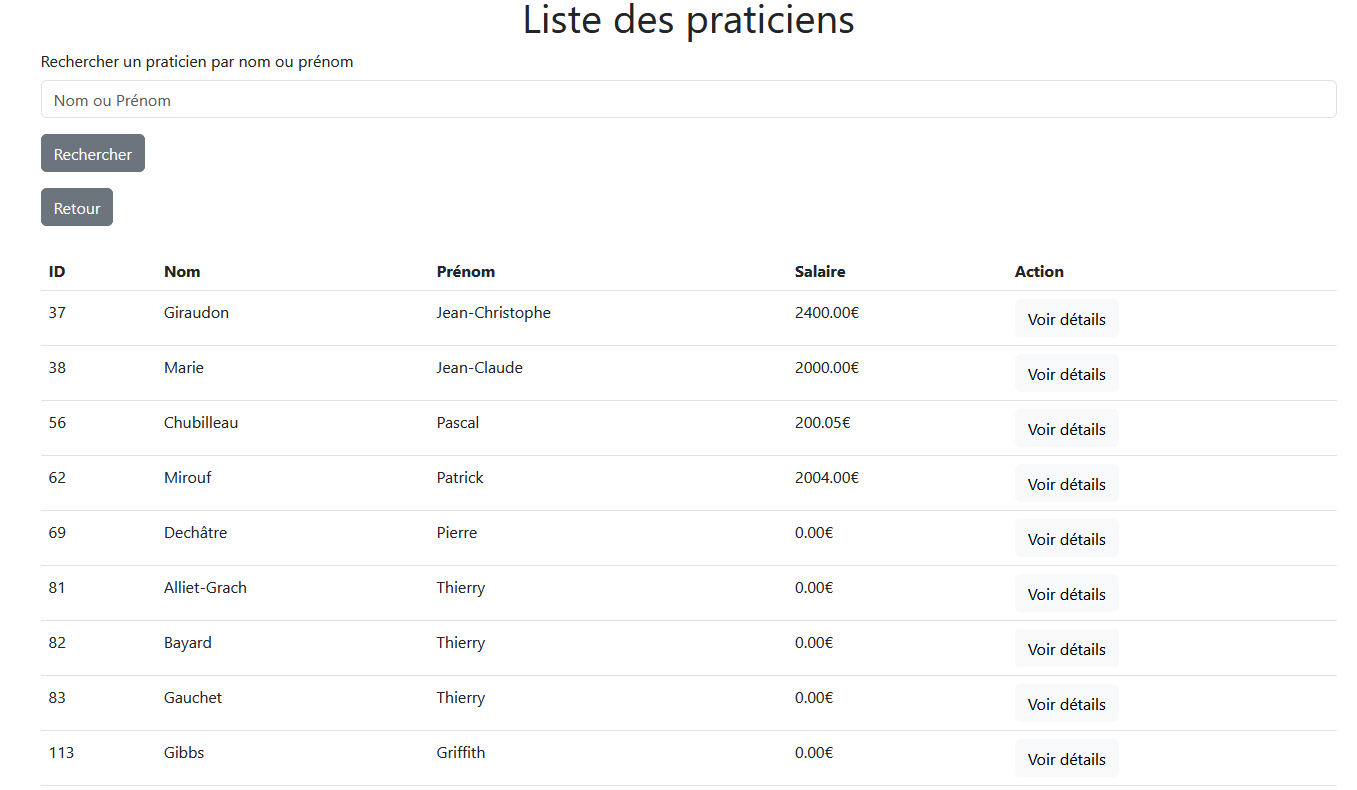 Liste des praticiens
Rechercher un praticien par nom ou prénom
Nom ou Prénom
Rechercher
Retour
ID Nom Prénom Salaire Action
37 Giraudon Jean-Christophe 2400.00€ Voir détails
38 Marie Jean-Claude 2000.00€ Voir détails
56 Chubilleau Pascal 200.05€ Voir détails
62 Mirouf Patrick 2004.00€ Voir détails
69 Dechâtre Pierre 0.00€ Voir détails
81 Alliet-Grach Thierry 0.00€ Voir détails
82 Bayard Thierry 0.00€ Voir détails
83 Gauchet Thierry 0.00€ Voir détails
113 Gibbs Griffith 0.00€ Voir détails